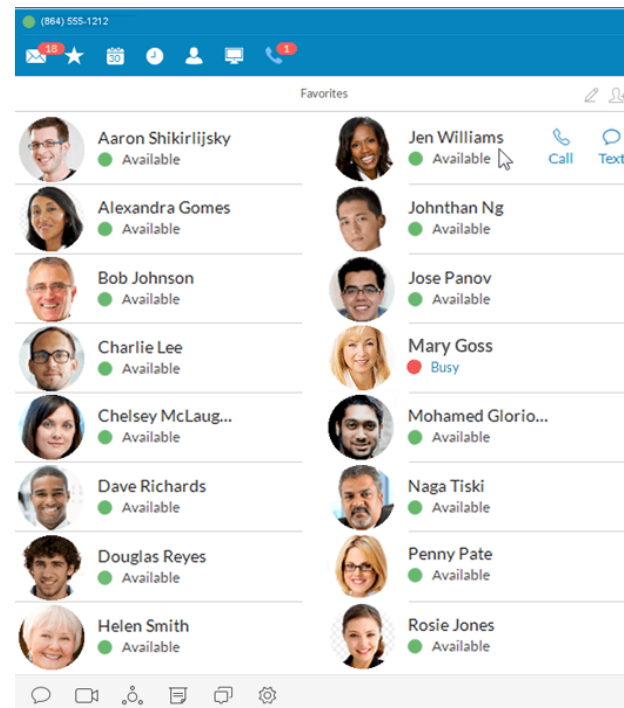 (864) 555-1212
18
30
1
Favorites
Aaron Shikirlijsky
Available
Jen Williams
Available
Call
Text
Alexandra Gomes
Available
Johnthan Ng
Available
Bob Johnson
Available
Jose Panov
Available
Charlie Lee
Available
Mary Goss
Busy
Chelsey McLaug...
Available
Mohamed Glorio...
Available
Dave Richards
Available
Naga Tiski
Available
Douglas Reyes
Available
Penny Pate
Available
Helen Smith
Available
Rosie Jones
Available